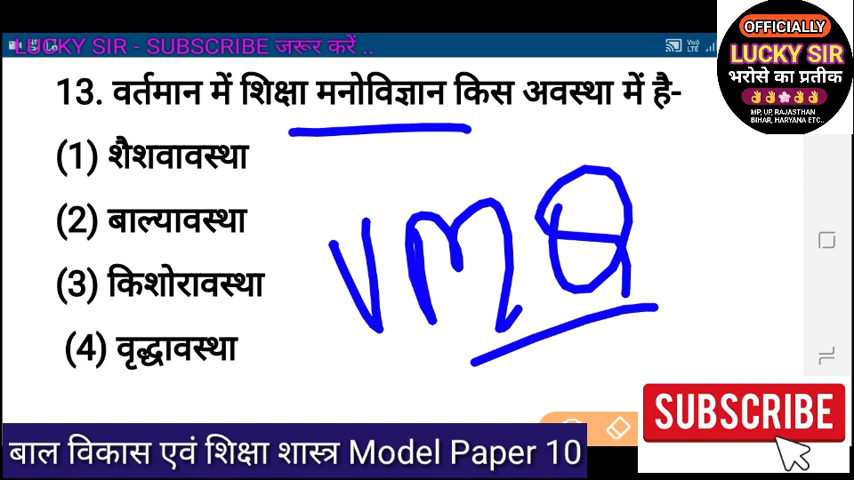 LUCKY SIR - SUBSCRIBE जरूर करें ..
OFFICIALLY
LUCKY SIR
भरोसे का प्रतीक
MP, UP, RAJASTHAN
BIHAR, HARYANA ETC..
13. वर्तमान में शिक्षा मनोविज्ञान किस अवस्था में है-
(1) शैशवावस्था
(2) बाल्यावस्था
(3) किशोरावस्था
(4) वृद्धावस्था
SUBSCRIBE
बाल विकास एवं शिक्षा शास्त्र Model Paper 10